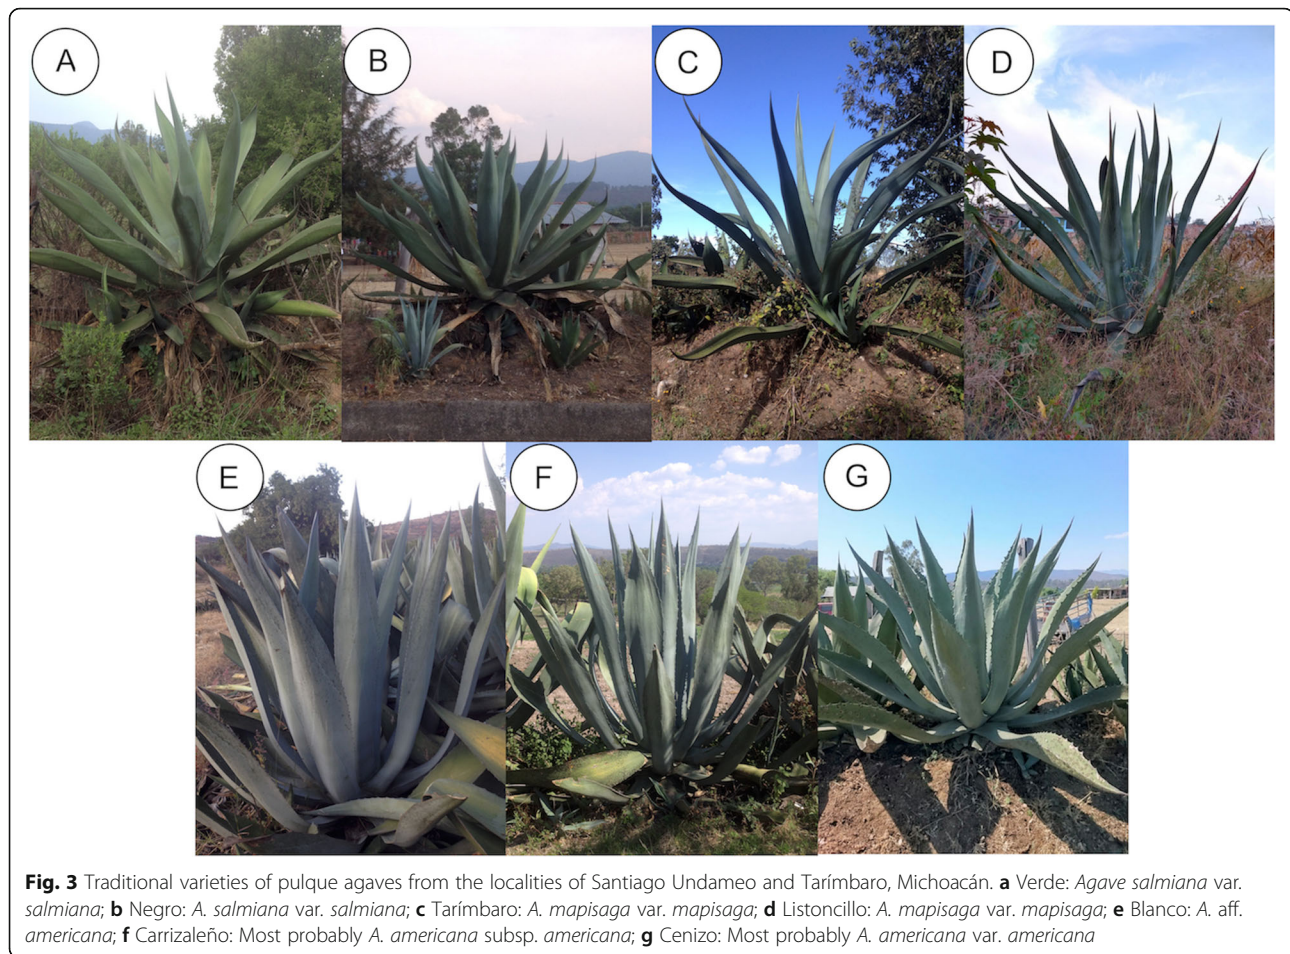 A
B
C
D
E
F
G
Fig. 3 Traditional varieties of pulque agaves from the localities of Santiago Undameo and Tarímbaro, Michoacán. a Verde: Agave salmiana var.
salmiana; b Negro: A. salmiana var. salmiana; c Tarímbaro: A. mapisaga var. mapisaga; d Listoncillo: A. mapisaga var. mapisaga; e Blanco: A. aff.
americana; f Carrizaleño: Most probably A. americana subsp. americana; g Cenizo: Most probably A. americana var. americana